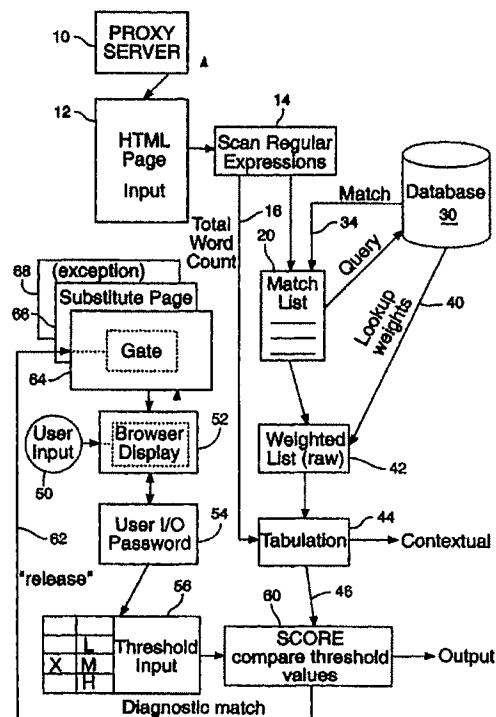 10
PROXY
SERVER
12
HTML
Page
Input
14
Scan Regular
Expressions
Total
Word
Count
16
Match
34
20
Match
List
Query
Database
30
Lookup
weights
40
68
(exception)
66
Substitute Page
Gate
64
User
Input
50
Browser
Display
52
Weighted
List (raw)
42
User I/O
Password
54
Tabulation
44
Contextual
62
"release"
46
56
L
X M
H
Threshold
Input
60
SCORE
compare threshold
values
Output
Diagnostic match